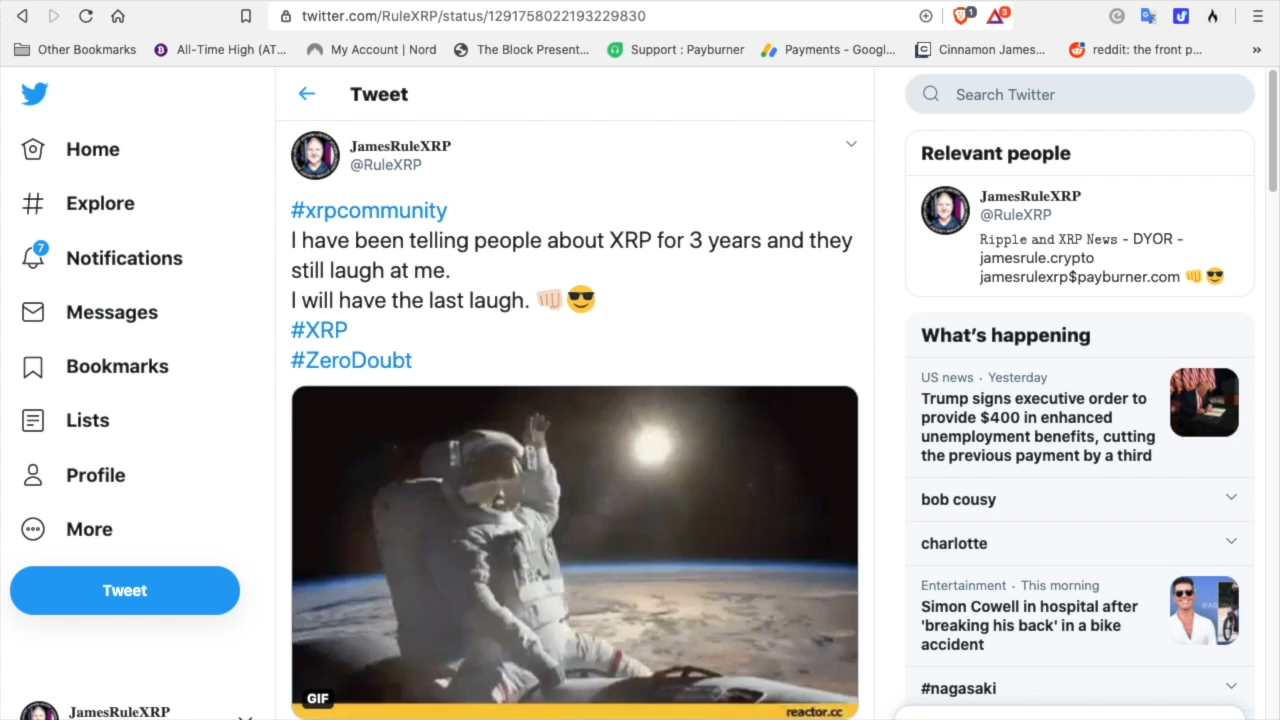 twitter.com/RuleXRP/status/1291758022193229830
1
3
Other Bookmarks
All-Time High (AT...
My Account | Nord
The Block Present...
Support : Payburner
Payments - Googl...
Cinnamon James...
reddit: the front p...
»
Home
Explore
7
Notifications
Messages
Bookmarks
Lists
Profile
More
Tweet
JamesRuleXRP
Tweet
JamesRuleXRP
@RuleXRP
#xrpcommunity
I have been telling people about XRP for 3 years and they
still laugh at me.
I will have the last laugh. 👊🏻😎
#XRP
#ZeroDoubt
GIF
reactor.cc
Search Twitter
Relevant people
JamesRuleXRP
@RuleXRP
Ripple and XRP News - DYOR -
jamesrule.crypto
jamesrulexrp$payburner.com 👊😎
What's happening
US news · Yesterday
Trump signs executive order to
provide $400 in enhanced
unemployment benefits, cutting
the previous payment by a third
bob cousy
charlotte
Entertainment · This morning
Simon Cowell in hospital after
'breaking his back' in a bike
accident
#nagasaki